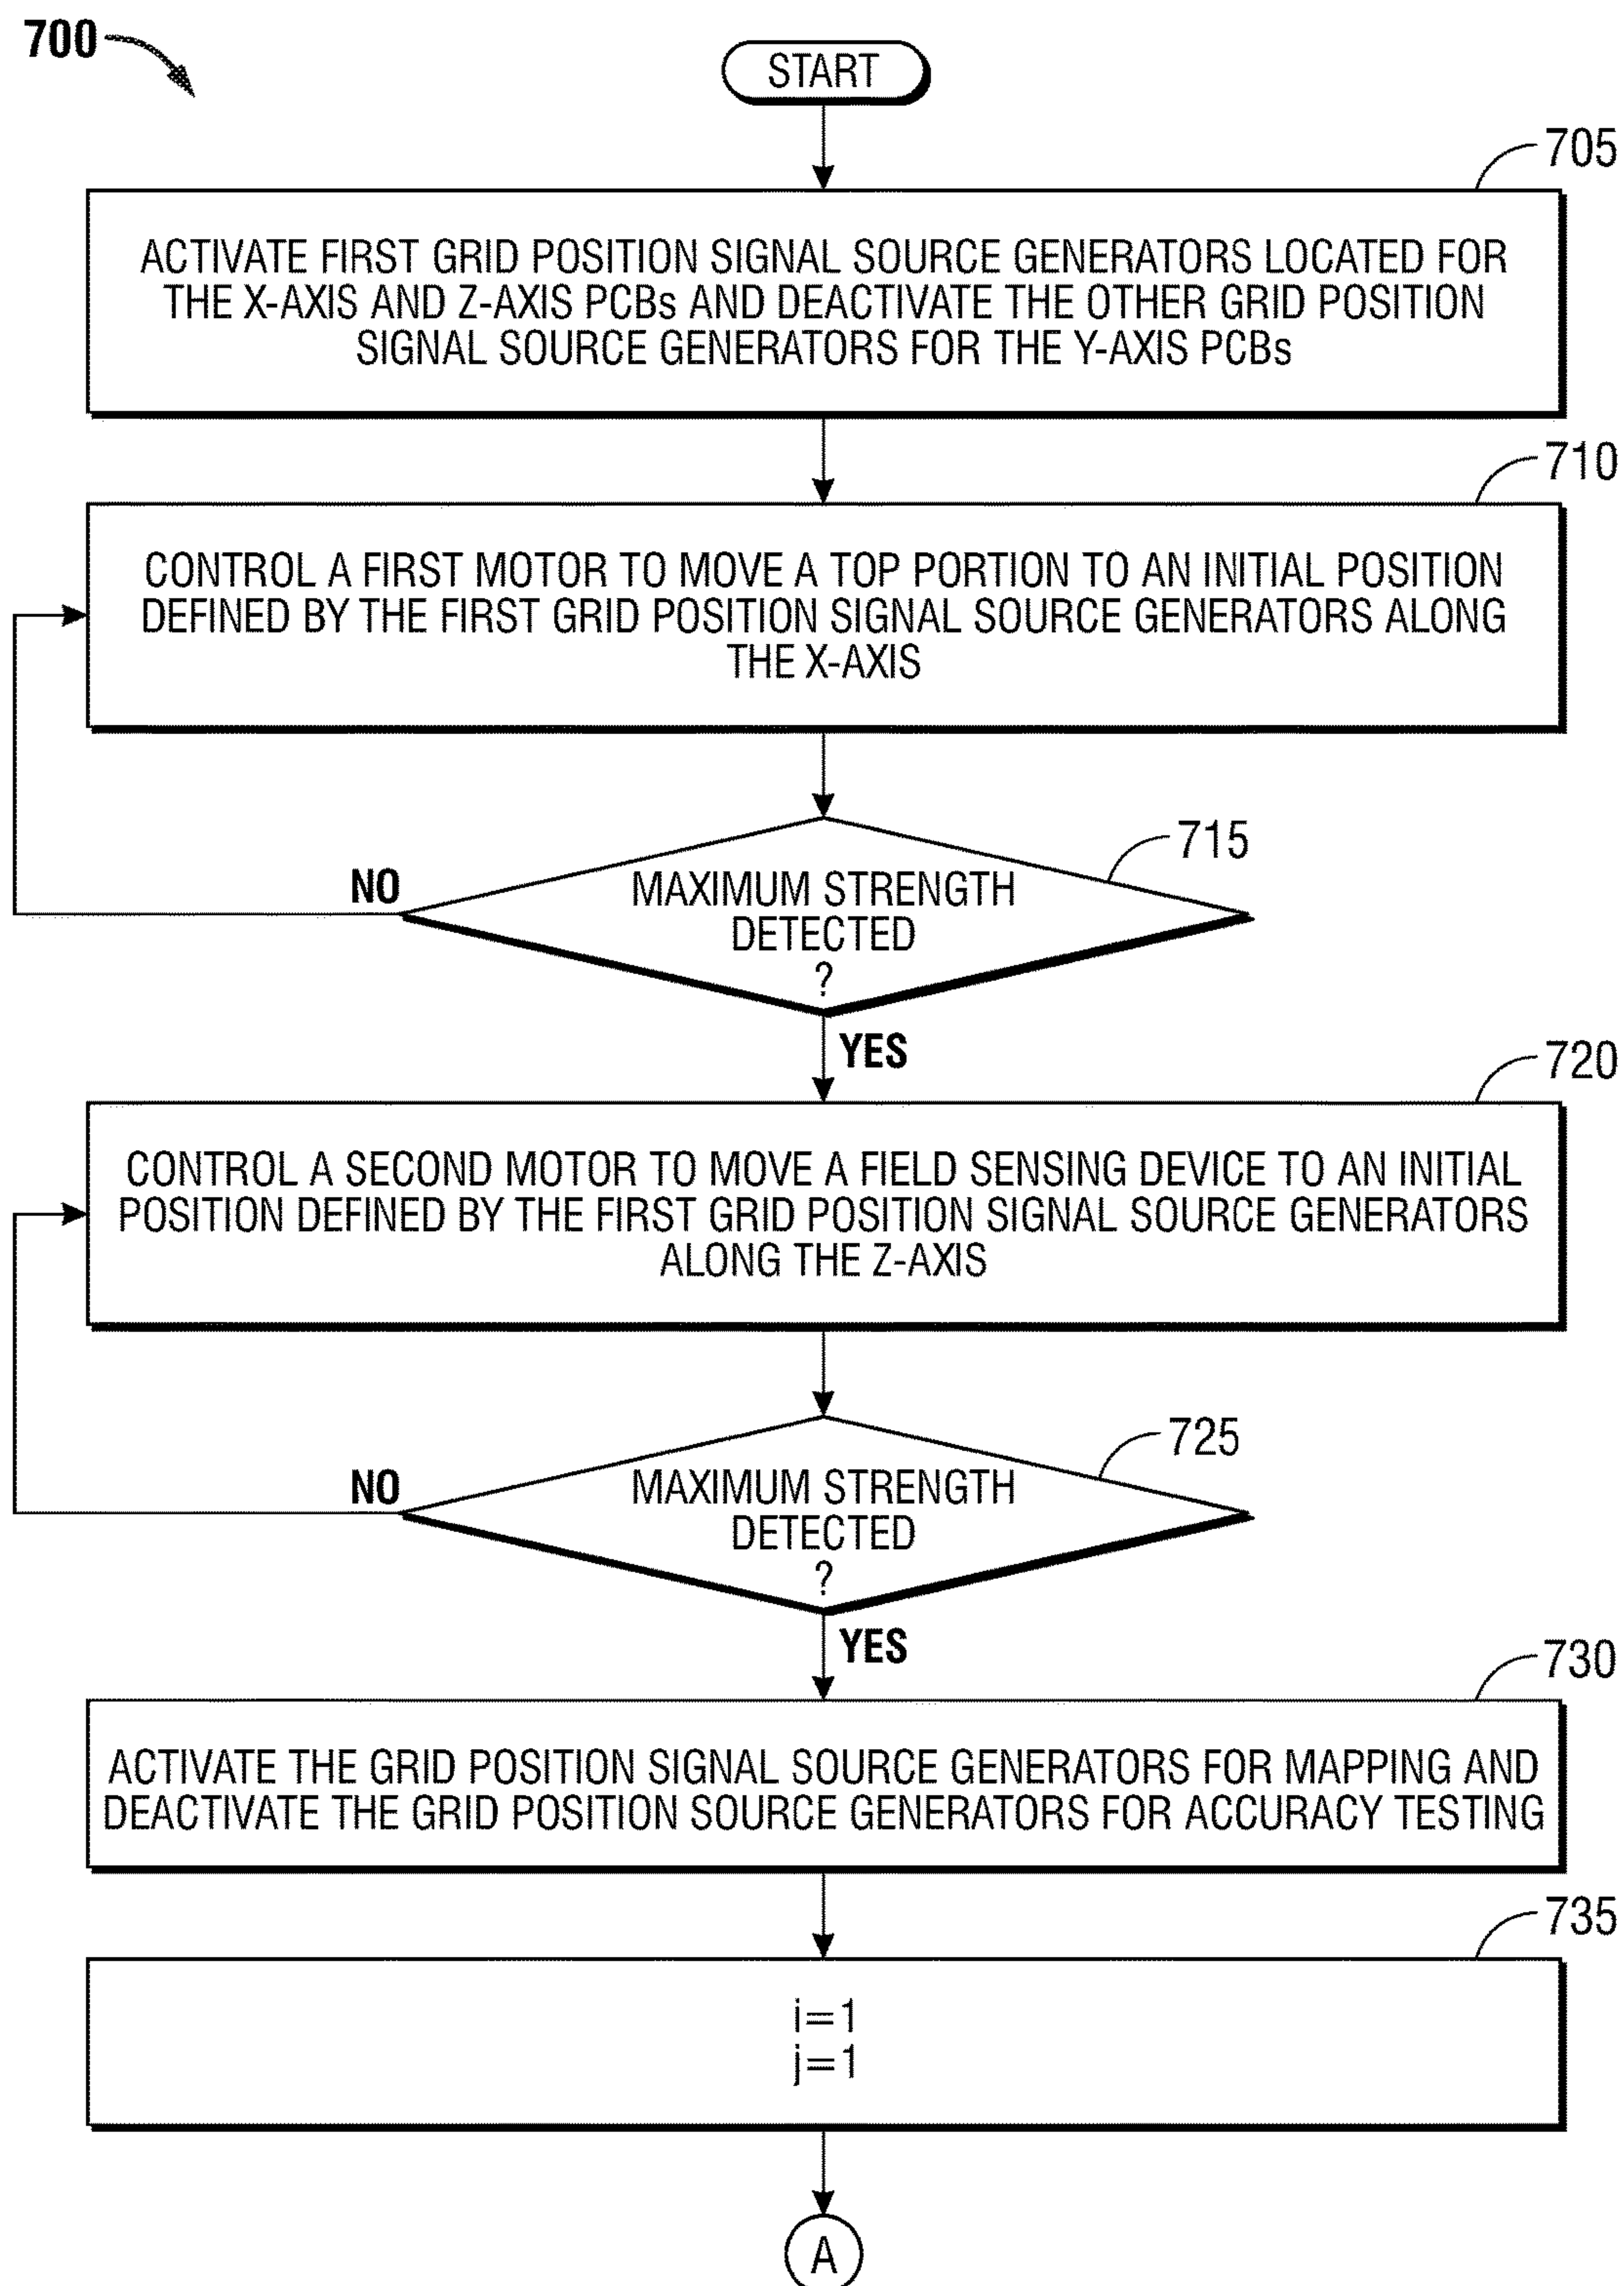 700
START
705
ACTIVATE FIRST GRID POSITION SIGNAL SOURCE GENERATORS LOCATED FOR
THE X-AXIS AND Z-AXIS PCBs AND DEACTIVATE THE OTHER GRID POSITION
SIGNAL SOURCE GENERATORS FOR THE Y-AXIS PCBs
710
CONTROL A FIRST MOTOR TO MOVE A TOP PORTION TO AN INITIAL POSITION
DEFINED BY THE FIRST GRID POSITION SIGNAL SOURCE GENERATORS ALONG
THE X-AXIS
715
NO
MAXIMUM STRENGTH
DETECTED
?
YES
720
CONTROL A SECOND MOTOR TO MOVE A FIELD SENSING DEVICE TO AN INITIAL
POSITION DEFINED BY THE FIRST GRID POSITION SIGNAL SOURCE GENERATORS
ALONG THE Z-AXIS
725
NO
MAXIMUM STRENGTH
DETECTED
?
YES
730
ACTIVATE THE GRID POSITION SIGNAL SOURCE GENERATORS FOR MAPPING AND
DEACTIVATE THE GRID POSITION SOURCE GENERATORS FOR ACCURACY TESTING
735
i=1
j=1
A